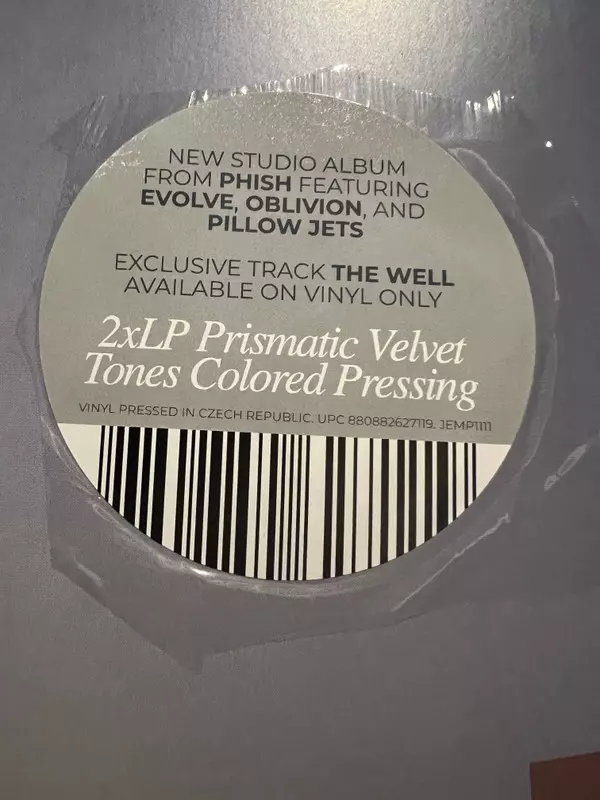 NEW STUDIO ALBUM
FROM PHISH FEATURING
EVOLVE, OBLIVION, AND
PILLOW JETS
EXCLUSIVE TRACK THE WELL
AVAILABLE ON VINYL ONLY
2xLP Prismatic Velvet
Tones Colored Pressing
VINYL PRESSED IN CZECH REPUBLIC. UPC 880882627119. JEMP1111